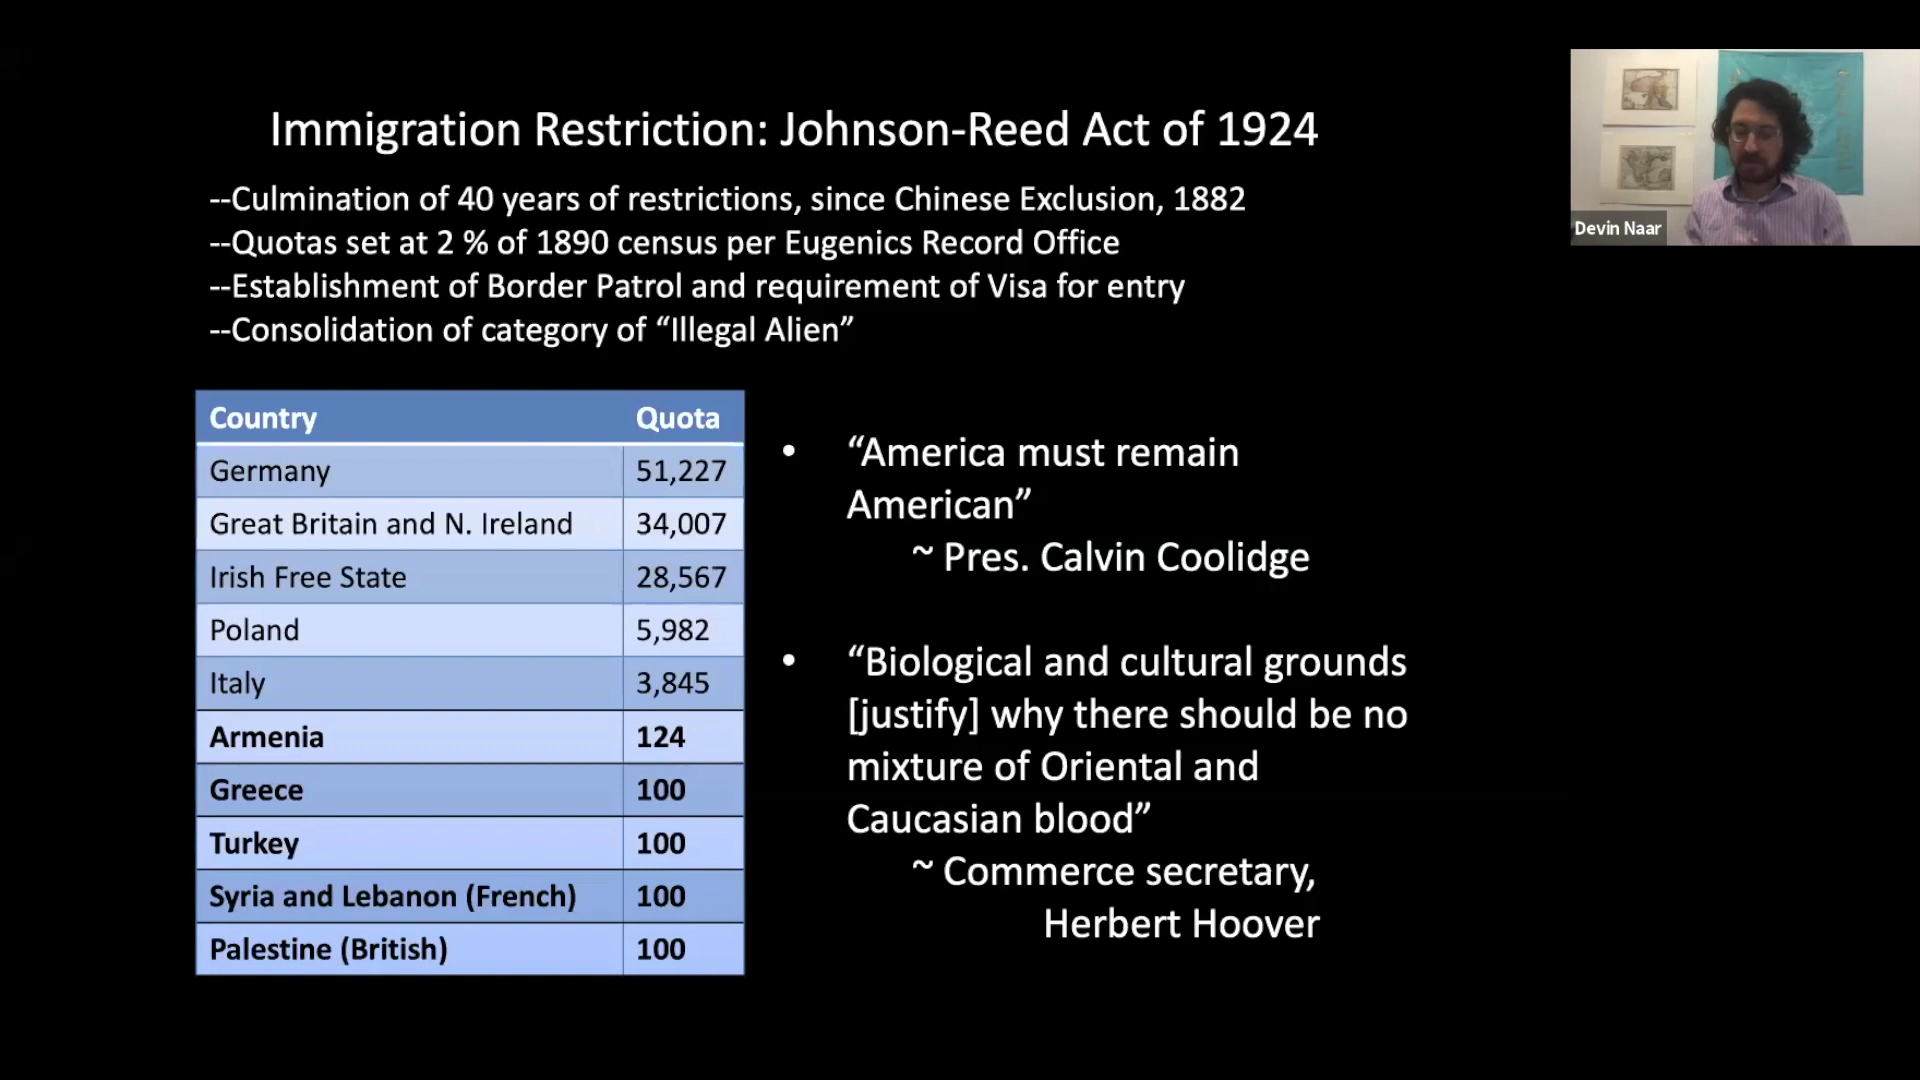 Immigration Restriction: Johnson-Reed Act of 1924
--Culmination of 40 years of restrictions, since Chinese Exclusion, 1882
--Quotas set at 2 % of 1890 census per Eugenics Record Office
--Establishment of Border Patrol and requirement of Visa for entry
--Consolidation of category of “Illegal Alien”
Country Quota
Germany 51,227
Great Britain and N. Ireland 34,007
Irish Free State 28,567
Poland 5,982
Italy 3,845
Armenia 124
Greece 100
Turkey 100
Syria and Lebanon (French) 100
Palestine (British) 100
• “America must remain
American”
~ Pres. Calvin Coolidge
• “Biological and cultural grounds
[justify] why there should be no
mixture of Oriental and
Caucasian blood”
~ Commerce secretary,
Herbert Hoover
Devin Naar